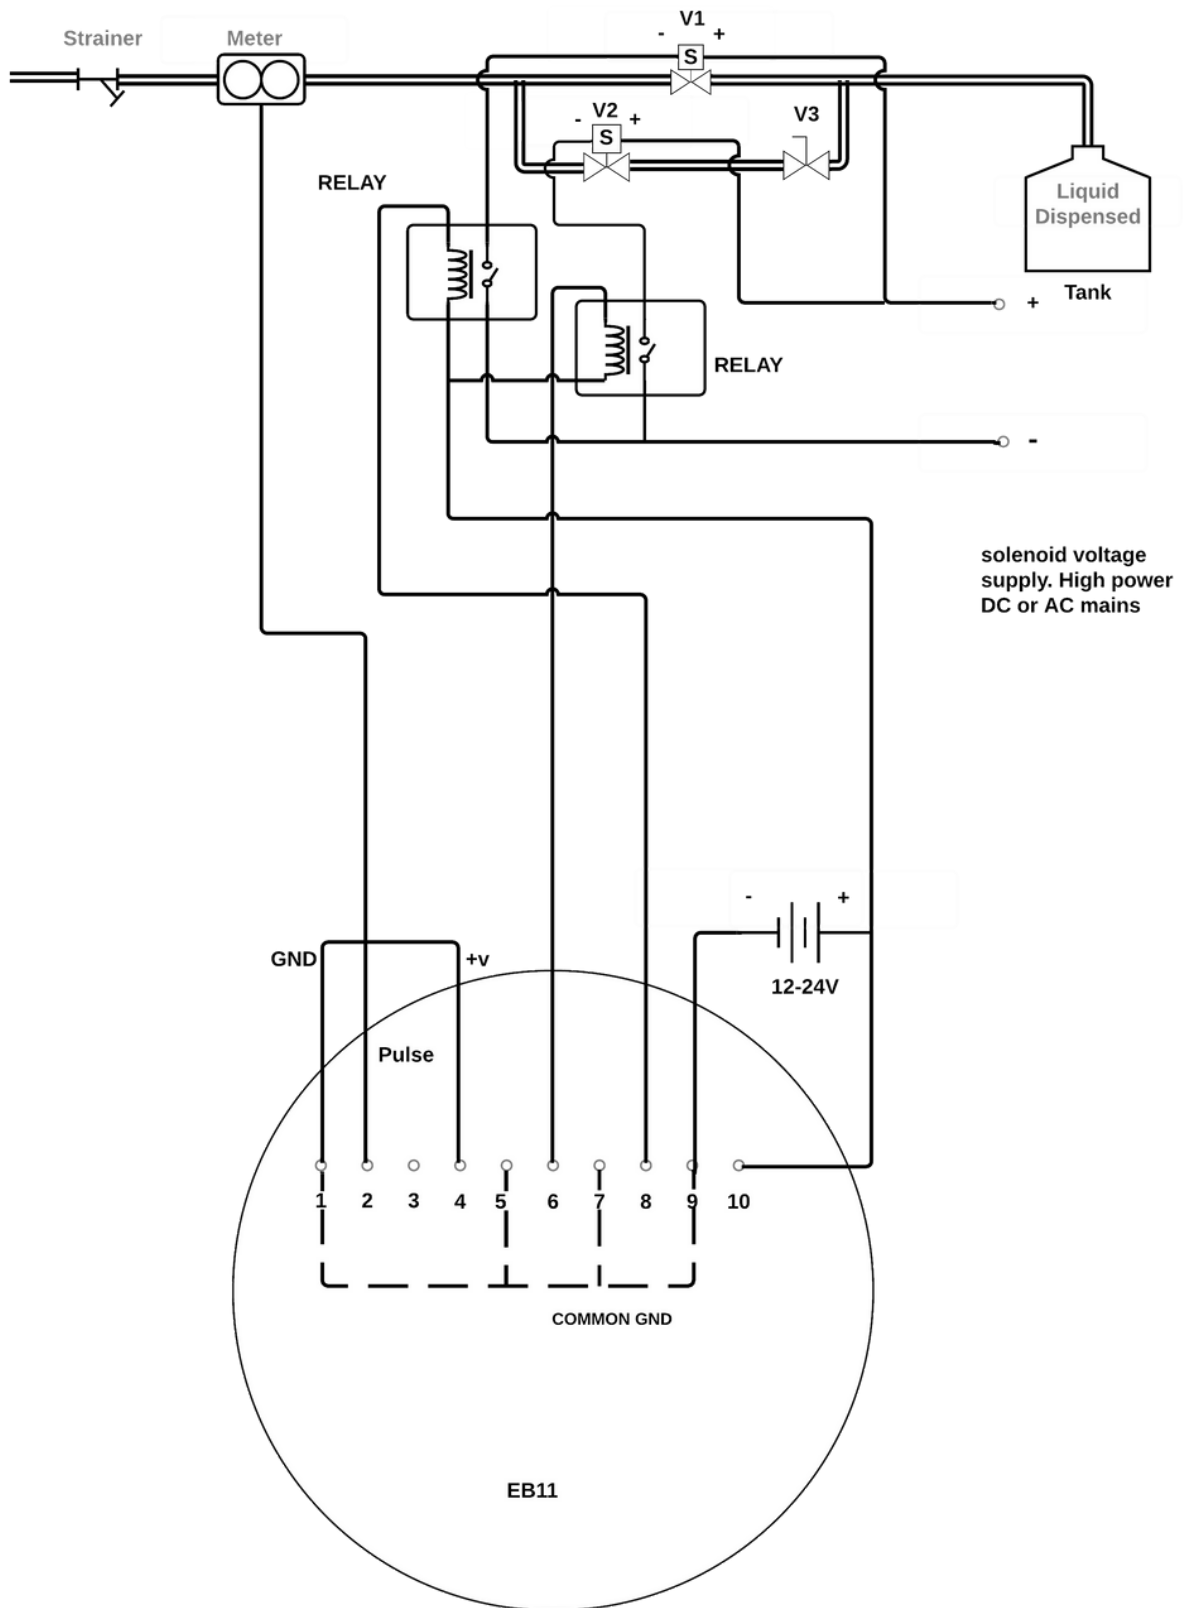 V1
- +
Strainer
Meter
S
V2
- +
S
V3
RELAY
Liquid
Dispensed
Tank
+
RELAY
-
solenoid voltage
supply. High power
DC or AC mains
- +
12-24V
GND
+v
Pulse
1 2 3 4 5 6 7 8 9 10
COMMON GND
EB11